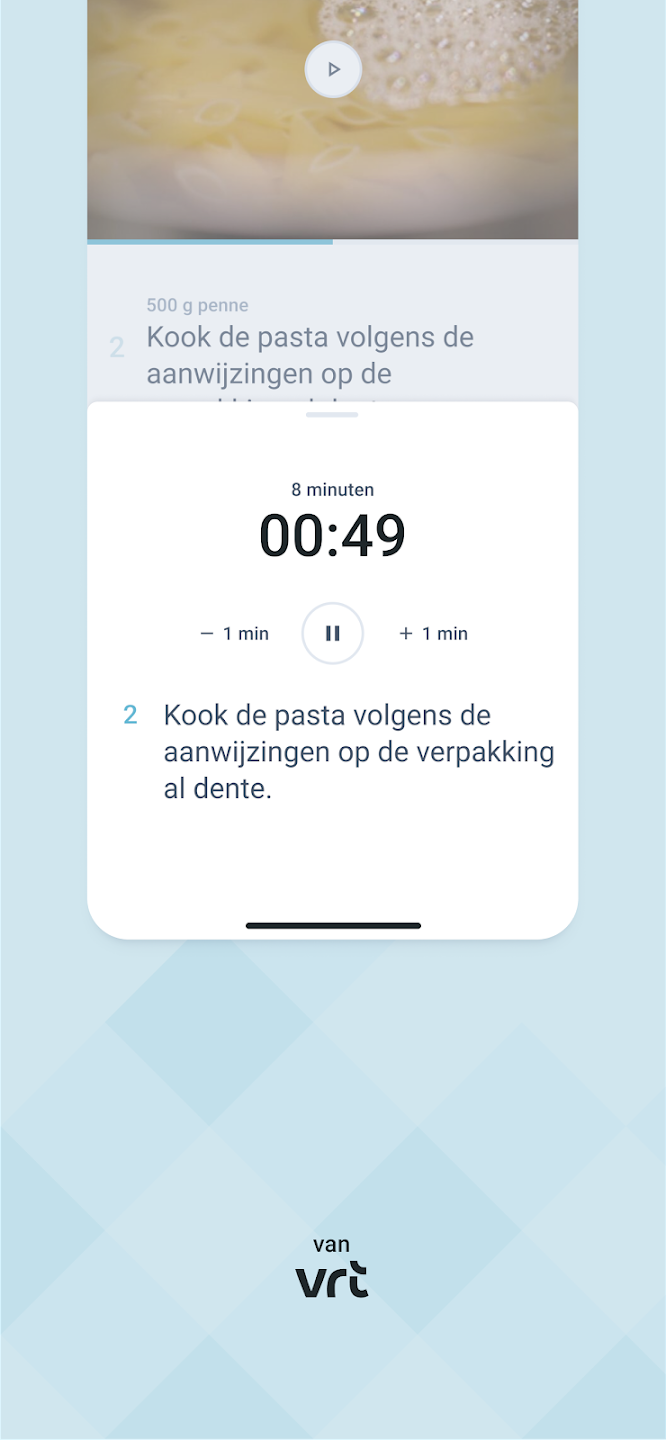 500 g penne
2 Kook de pasta volgens de
aanwijzingen op de
8 minuten
00:49
− 1 min + 1 min
2 Kook de pasta volgens de
aanwijzingen op de verpakking
al dente.
van
vrt